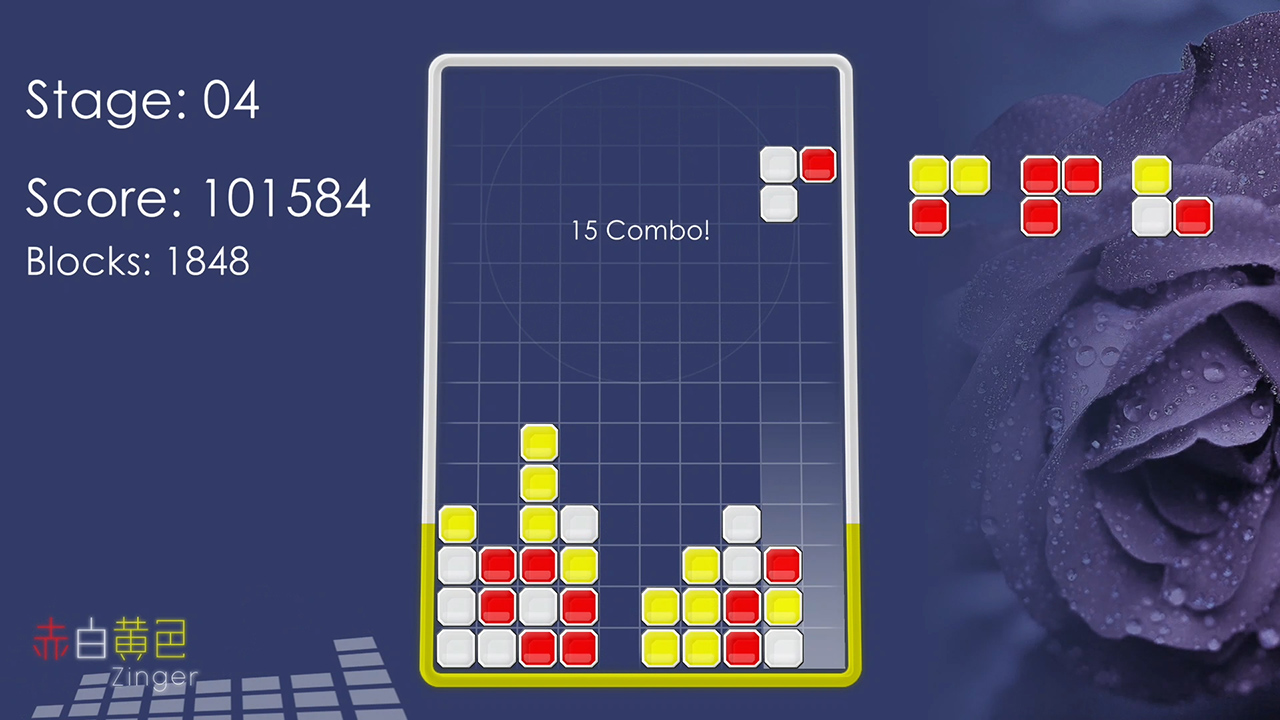 Stage: 04
Score: 101584
Blocks: 1848
15 Combo!
赤白黄色
Zinger